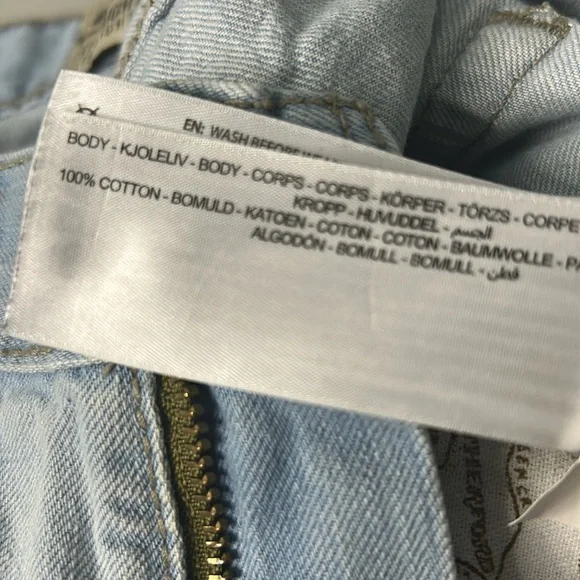 EN: WASH BEFORE
BODY - KJOLELIV - BODY - CORPS - CORPS - KÖRPER - TÖRZS - CORPE
KROPP - HUVUDDEL - الجسم
100% COTTON - BOMULD - KATOEN - COTON - COTON - BAUMWOLLE - PA
ALGODÓN - BOMULL - BOMULL - قطن